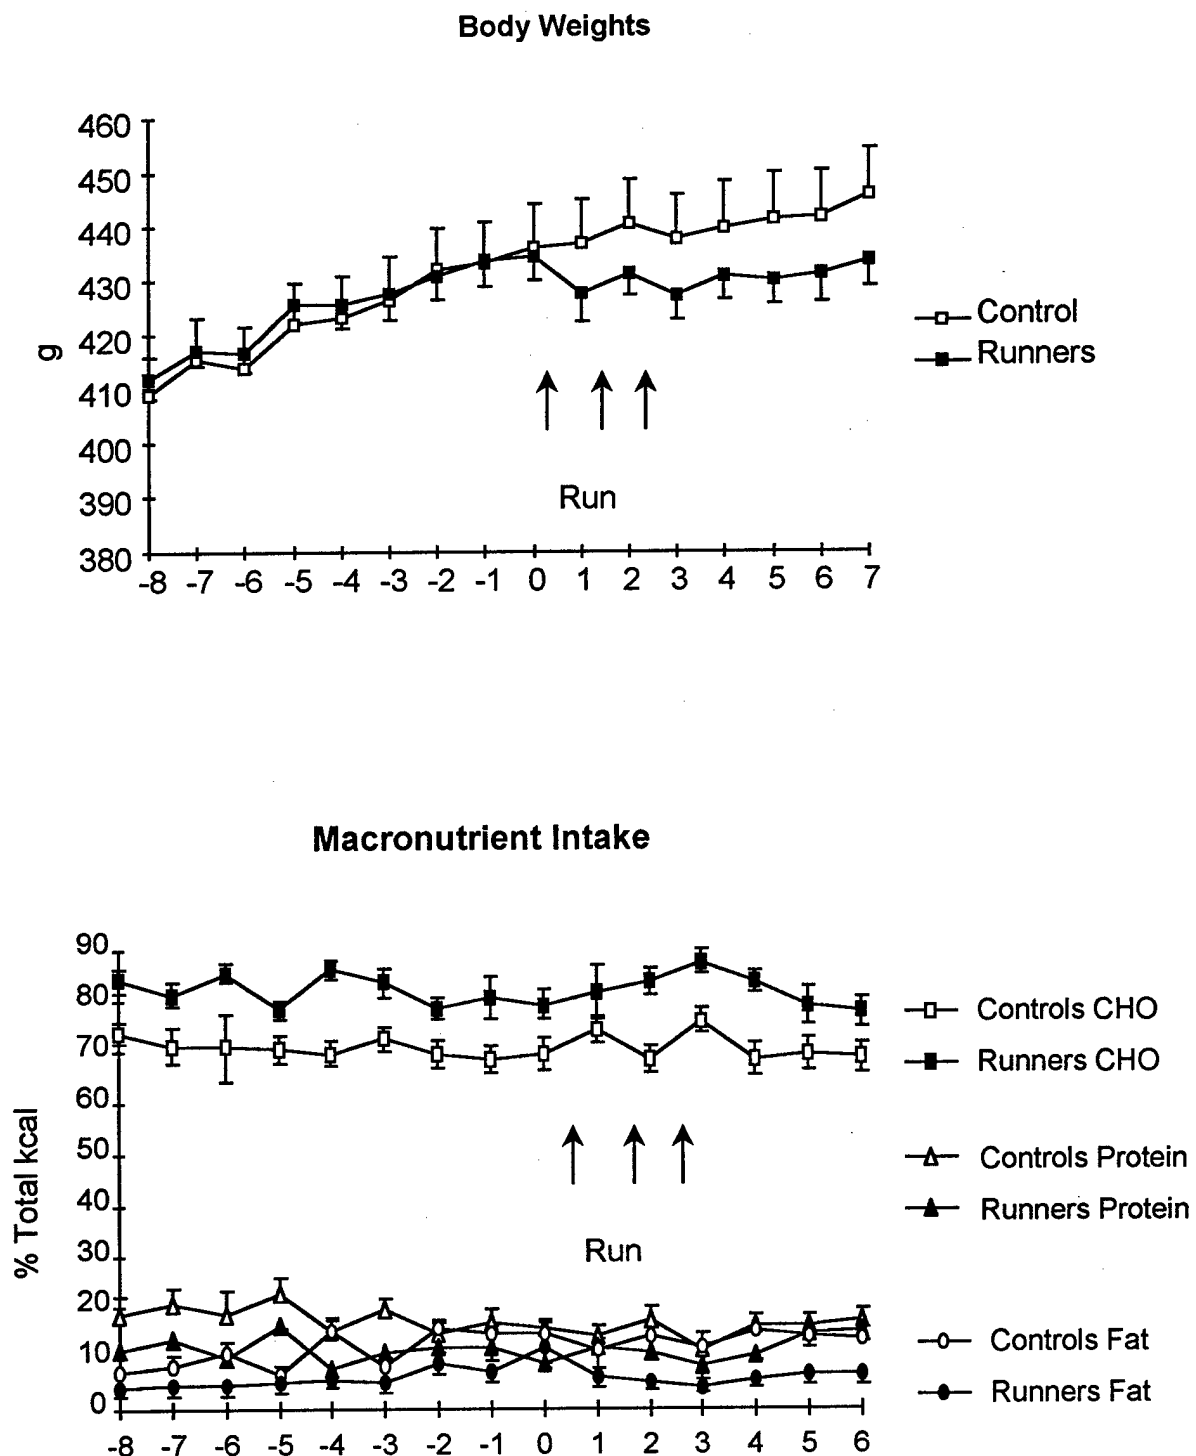 Body Weights
460
450
440
430
420
410
400
390
380
g
Run
-8 -7 -6 -5 -4 -3 -2 -1 0 1 2 3 4 5 6 7
Control
Runners
Macronutrient Intake
90
80
70
60
50
40
30
20
10
0
% Total kcal
Run
-8 -7 -6 -5 -4 -3 -2 -1 0 1 2 3 4 5 6
Controls CHO
Runners CHO
Controls Protein
Runners Protein
Controls Fat
Runners Fat